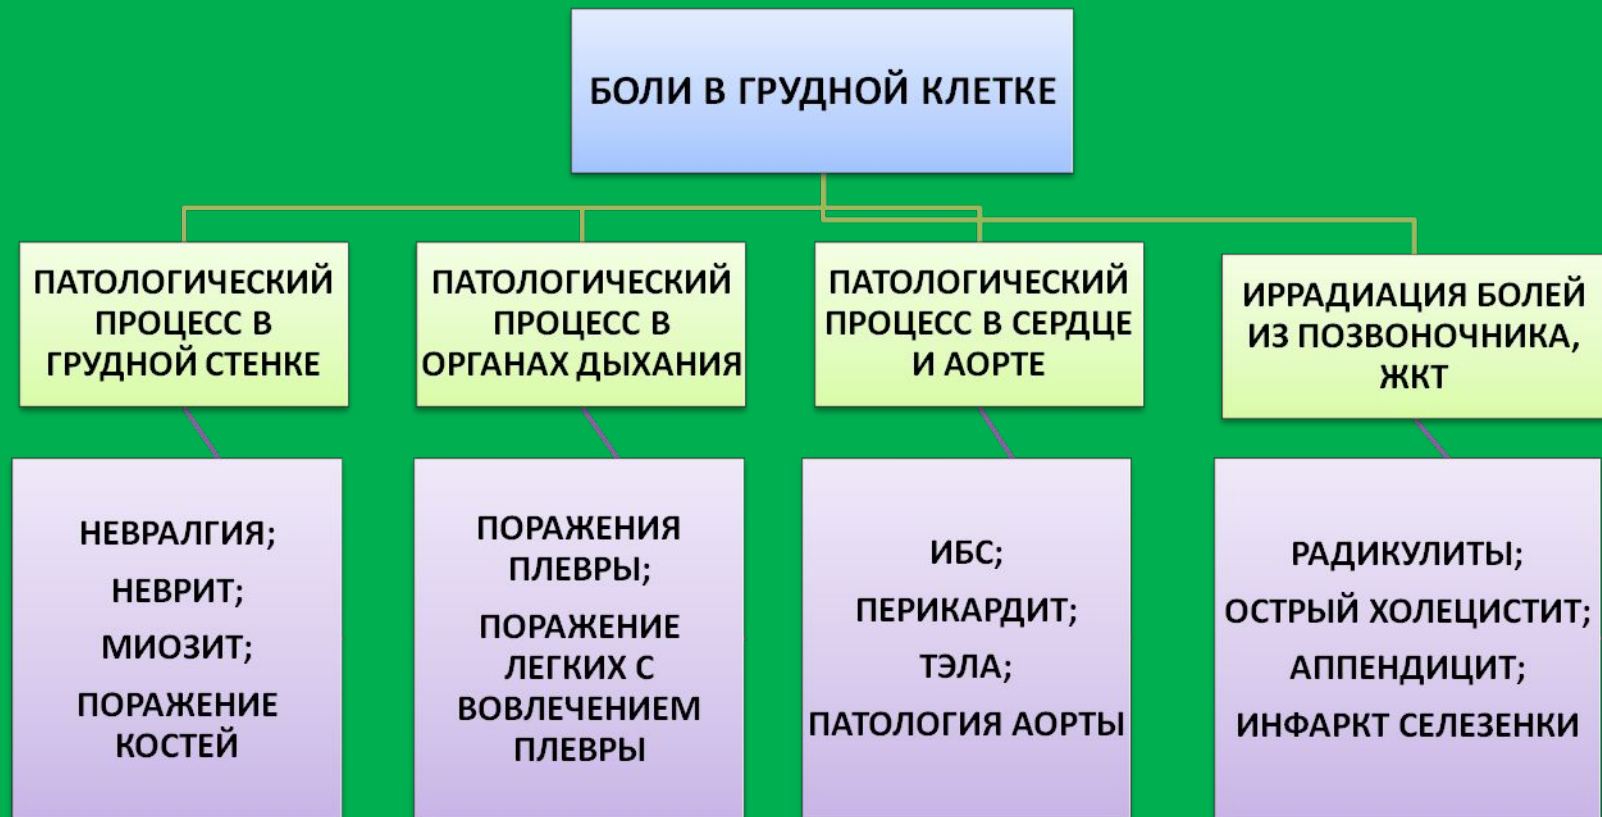 БОЛИ В ГРУДНОЙ КЛЕТКЕ
ПАТОЛОГИЧЕСКИЙ
ПРОЦЕСС В
ГРУДНОЙ СТЕНКЕ
НЕВРАЛГИЯ;
НЕВРИТ;
МИОЗИТ;
ПОРАЖЕНИЕ
КОСТЕЙ
ПАТОЛОГИЧЕСКИЙ
ПРОЦЕСС В
ОРГАНАХ ДЫХАНИЯ
ПОРАЖЕНИЯ
ПЛЕВРЫ;
ПОРАЖЕНИЕ
ЛЕГКИХ С
ВОВЛЕЧЕНИЕМ
ПЛЕВРЫ
ПАТОЛОГИЧЕСКИЙ
ПРОЦЕСС В СЕРДЦЕ
И АОРТЕ
ИБС;
ПЕРИКАРДИТ;
ТЭЛА;
ПАТОЛОГИЯ АОРТЫ
ИРРАДИАЦИЯ БОЛЕЙ
ИЗ ПОЗВОНОЧНИКА,
ЖКТ
РАДИКУЛИТЫ;
ОСТРЫЙ ХОЛЕЦИСТИТ;
АППЕНДИЦИТ;
ИНФАРКТ СЕЛЕЗЕНКИ